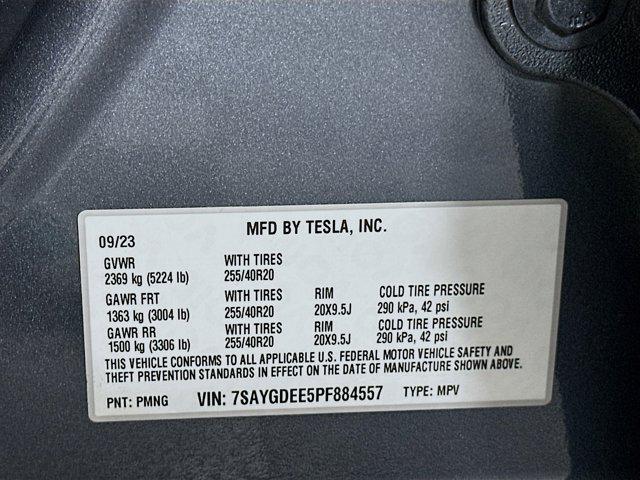 MFD BY TESLA, INC.
09/23
GVWR WITH TIRES
2369 kg (5224 lb) 255/40R20
GAWR FRT WITH TIRES RIM COLD TIRE PRESSURE
1363 kg (3004 lb) 255/40R20 20X9.5J 290 kPa, 42 psi
GAWR RR WITH TIRES RIM COLD TIRE PRESSURE
1500 kg (3306 lb) 255/40R20 20X9.5J 290 kPa, 42 psi
THIS VEHICLE CONFORMS TO ALL APPLICABLE U.S. FEDERAL MOTOR VEHICLE SAFETY AND
THEFT PREVENTION STANDARDS IN EFFECT ON THE DATE OF MANUFACTURE SHOWN ABOVE.
PNT: PMNG VIN: 7SAYGDEE5PF884557 TYPE: MPV